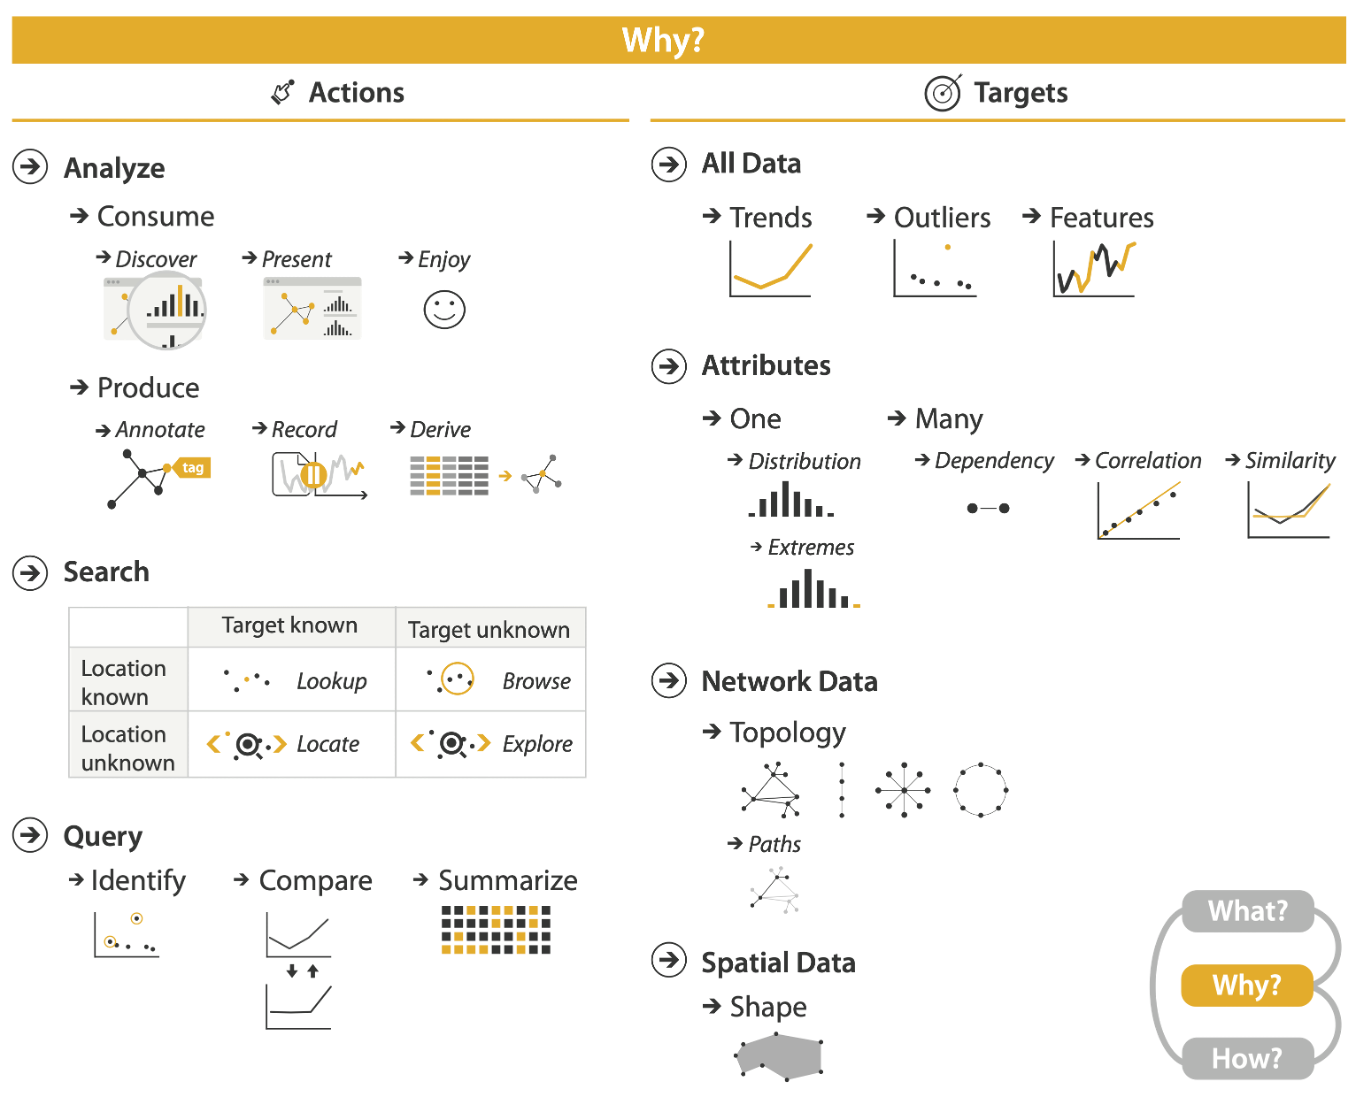 Why?
Actions
Analyze
Consume
Discover
Present
Enjoy
Produce
Annotate
Record
Derive
tag
Search
Target known
Target unknown
Location
known
Lookup
Browse
Location
unknown
Locate
Explore
Query
Identify
Compare
Summarize
Targets
All Data
Trends
Outliers
Features
Attributes
One
Many
Distribution
Dependency
Correlation
Similarity
Extremes
Network Data
Topology
Paths
Spatial Data
Shape
What?
Why?
How?